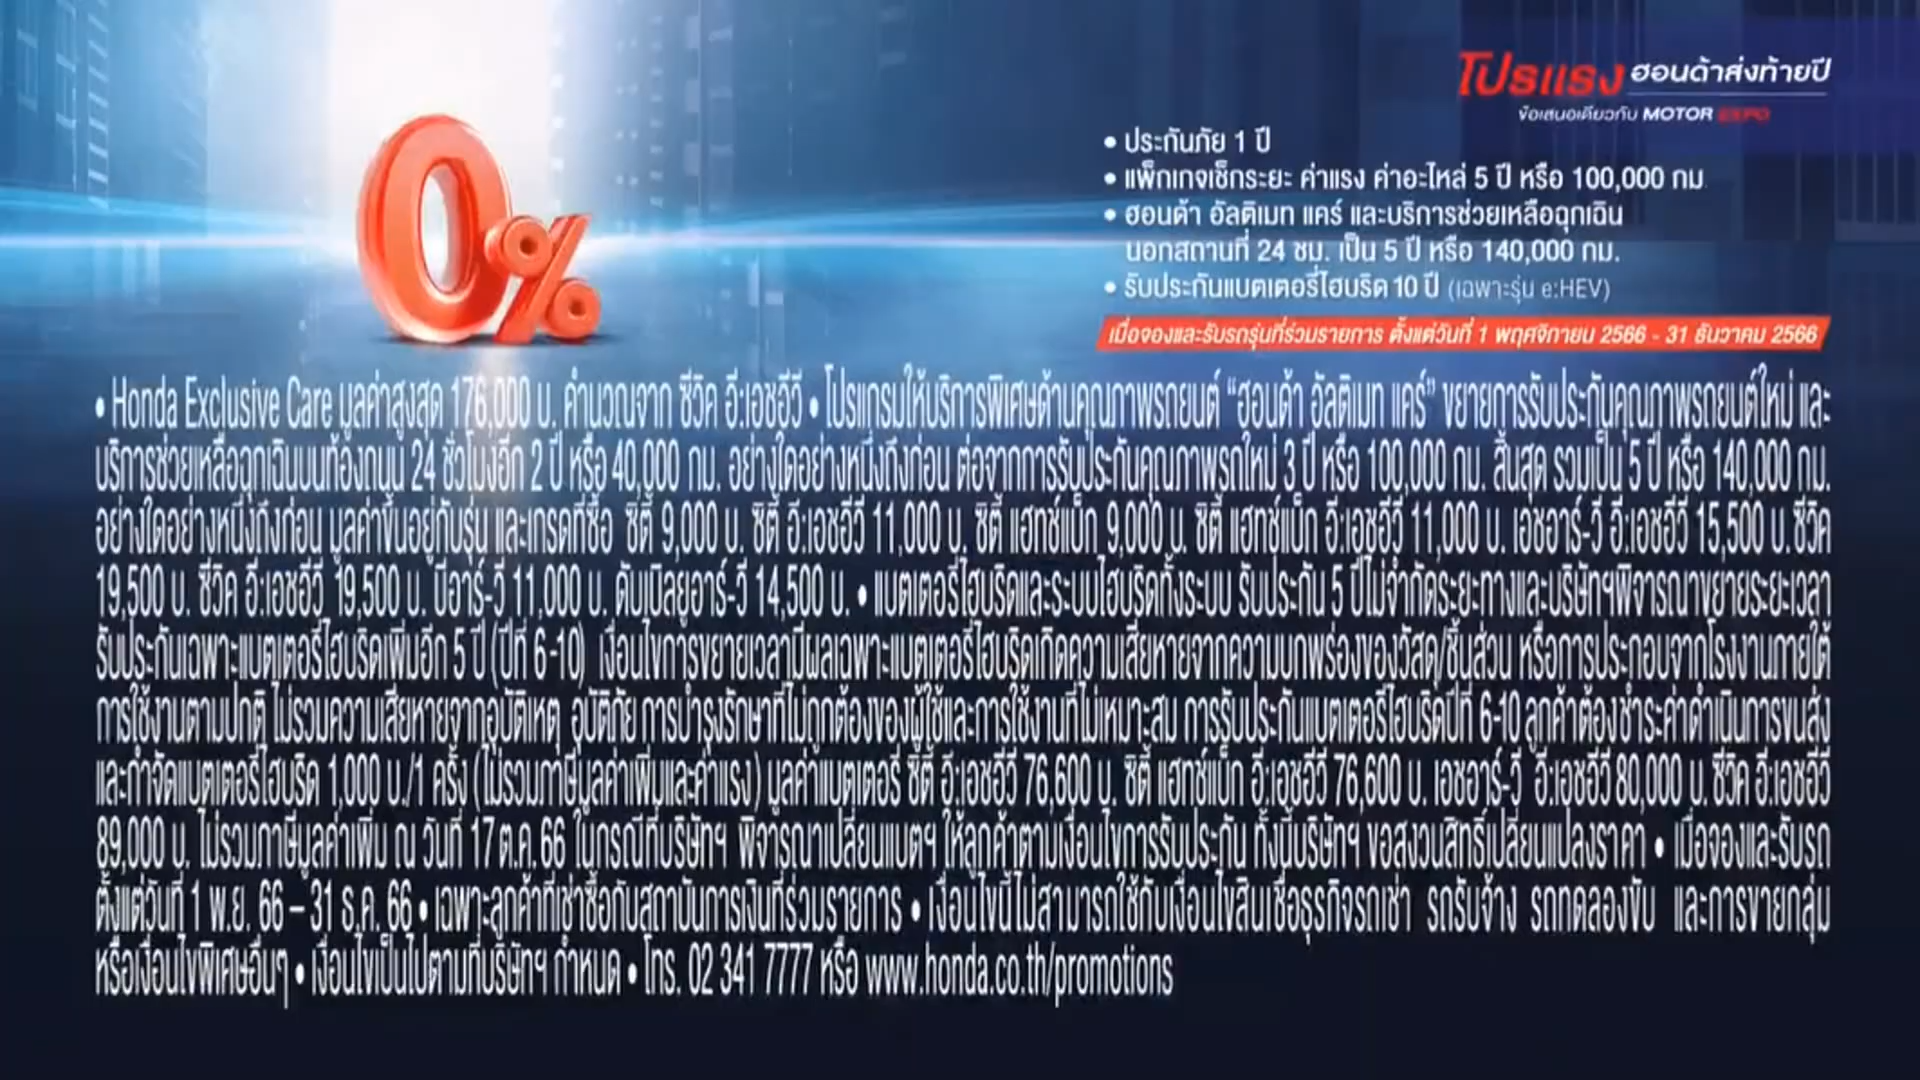 0%
โปรแรง ฮอนด้าส่งท้ายปี
ข้อเสนอเดียวกับ MOTOR EXPO
• ประกันภัย 1 ปี
• แพ็กเกจเช็กระยะ ค่าแรง ค่าอะไหล่ 5 ปี หรือ 100,000 กม
• ฮอนด้า อัลติเมท แคร์ และบริการช่วยเหลือฉุกเฉิน
นอกสถานที่ 24 ชม. เป็น 5 ปี หรือ 140,000 กม.
• รับประกันแบตเตอรี่ไฮบริด 10 ปี (เฉพาะรุ่น e:HEV)
เมื่อจองและรับรถรุ่นที่ร่วมรายการ ตั้งแต่วันที่ 1 พฤศจิกายน 2566 - 31 ธันวาคม 2566
• Honda Exclusive Care มูลค่าสูงสุด 176,000 บ. คำนวณจาก ซีวิค อี:เอชอีวี • โปรแกรมให้บริการพิเศษด้านคุณภาพรถยนต์ “ฮอนด้า อัลติเมท แคร์” ขยายการรับประกันคุณภาพรถยนต์ใหม่ และ
บริการช่วยเหลือฉุกเฉินบนท้องถนน 24 ชั่วโมงอีก 2 ปี หรือ 40,000 กม. อย่างใดอย่างหนึ่งถึงก่อน ต่อจากการรับประกันคุณภาพรถใหม่ 3 ปี หรือ 100,000 กม. สิ้นสุด รวมเป็น 5 ปี หรือ 140,000 กม.
อย่างใดอย่างหนึ่งถึงก่อน มูลค่าขึ้นอยู่กับรุ่น และเกรดที่ซื้อ ซิตี้ 9,000 บ. ซิตี้ อี:เอชอีวี 11,000 บ. ซิตี้ แฮทช์แบ็ก 9,000 บ. ซิตี้ แฮทช์แบ็ก อี:เอชอีวี 11,000 บ. เอชอาร์-วี อี:เอชอีวี 15,500 บ. ซีวิค
19,500 บ. ซีวิค อี:เอชอีวี 19,500 บ. บีอาร์-วี 11,000 บ. ดับเบิลยูอาร์-วี 14,500 บ. • แบตเตอรี่ไฮบริดและระบบไฮบริดทั้งระบบ รับประกัน 5 ปีไม่จำกัดระยะทางและบริษัทฯพิจารณาขยายระยะเวลา
รับประกันเฉพาะแบตเตอรี่ไฮบริดเพิ่มอีก 5 ปี (ปีที่ 6-10) เงื่อนไขการขยายเวลามีผลเฉพาะแบตเตอรี่ไฮบริดเกิดความเสียหายจากความบกพร่องของวัสดุ/ชิ้นส่วน หรือการประกอบจากโรงงานภายใต้
การใช้งานตามปกติ ไม่รวมความเสียหายจากอุบัติเหตุ อุบัติภัย การบำรุงรักษาที่ไม่ถูกต้องของผู้ใช้และการใช้งานที่ไม่เหมาะสม การรับประกันแบตเตอรี่ไฮบริดปีที่ 6-10 ลูกค้าต้องชำระค่าดำเนินการขนส่ง
และกำจัดแบตเตอรี่ไฮบริด 1,000 บ./1 ครั้ง (ไม่รวมภาษีมูลค่าเพิ่มและค่าแรง) มูลค่าแบตเตอรี่ ซิตี้ อี:เอชอีวี 76,600 บ. ซิตี้ แฮทช์แบ็ก อี:เอชอีวี 76,600 บ. เอชอาร์-วี อี:เอชอีวี 80,000 บ. ซีวิค อี:เอชอีวี
89,000 บ. ไม่รวมภาษีมูลค่าเพิ่ม ณ วันที่ 17 ต.ค. 66 ในกรณีที่บริษัทฯ พิจารณาเปลี่ยนแบตฯ ให้ลูกค้าตามเงื่อนไขการรับประกัน ทั้งนี้บริษัทฯ ขอสงวนสิทธิ์เปลี่ยนแปลงราคา • เมื่อจองและรับรถ
ตั้งแต่วันที่ 1 พ.ย. 66 – 31 ธ.ค. 66 • เฉพาะลูกค้าที่เช่าซื้อกับสถาบันการเงินที่ร่วมรายการ • เงื่อนไขนี้ไม่สามารถใช้กับเงื่อนไขสินเชื่อธุรกิจรถเช่า รถรับจ้าง รถทดลองขับ และการขายกลุ่ม
หรือเงื่อนไขพิเศษอื่นๆ • เงื่อนไขเป็นไปตามที่บริษัทฯ กำหนด • โทร. 02 341 7777 หรือ www.honda.co.th/promotions